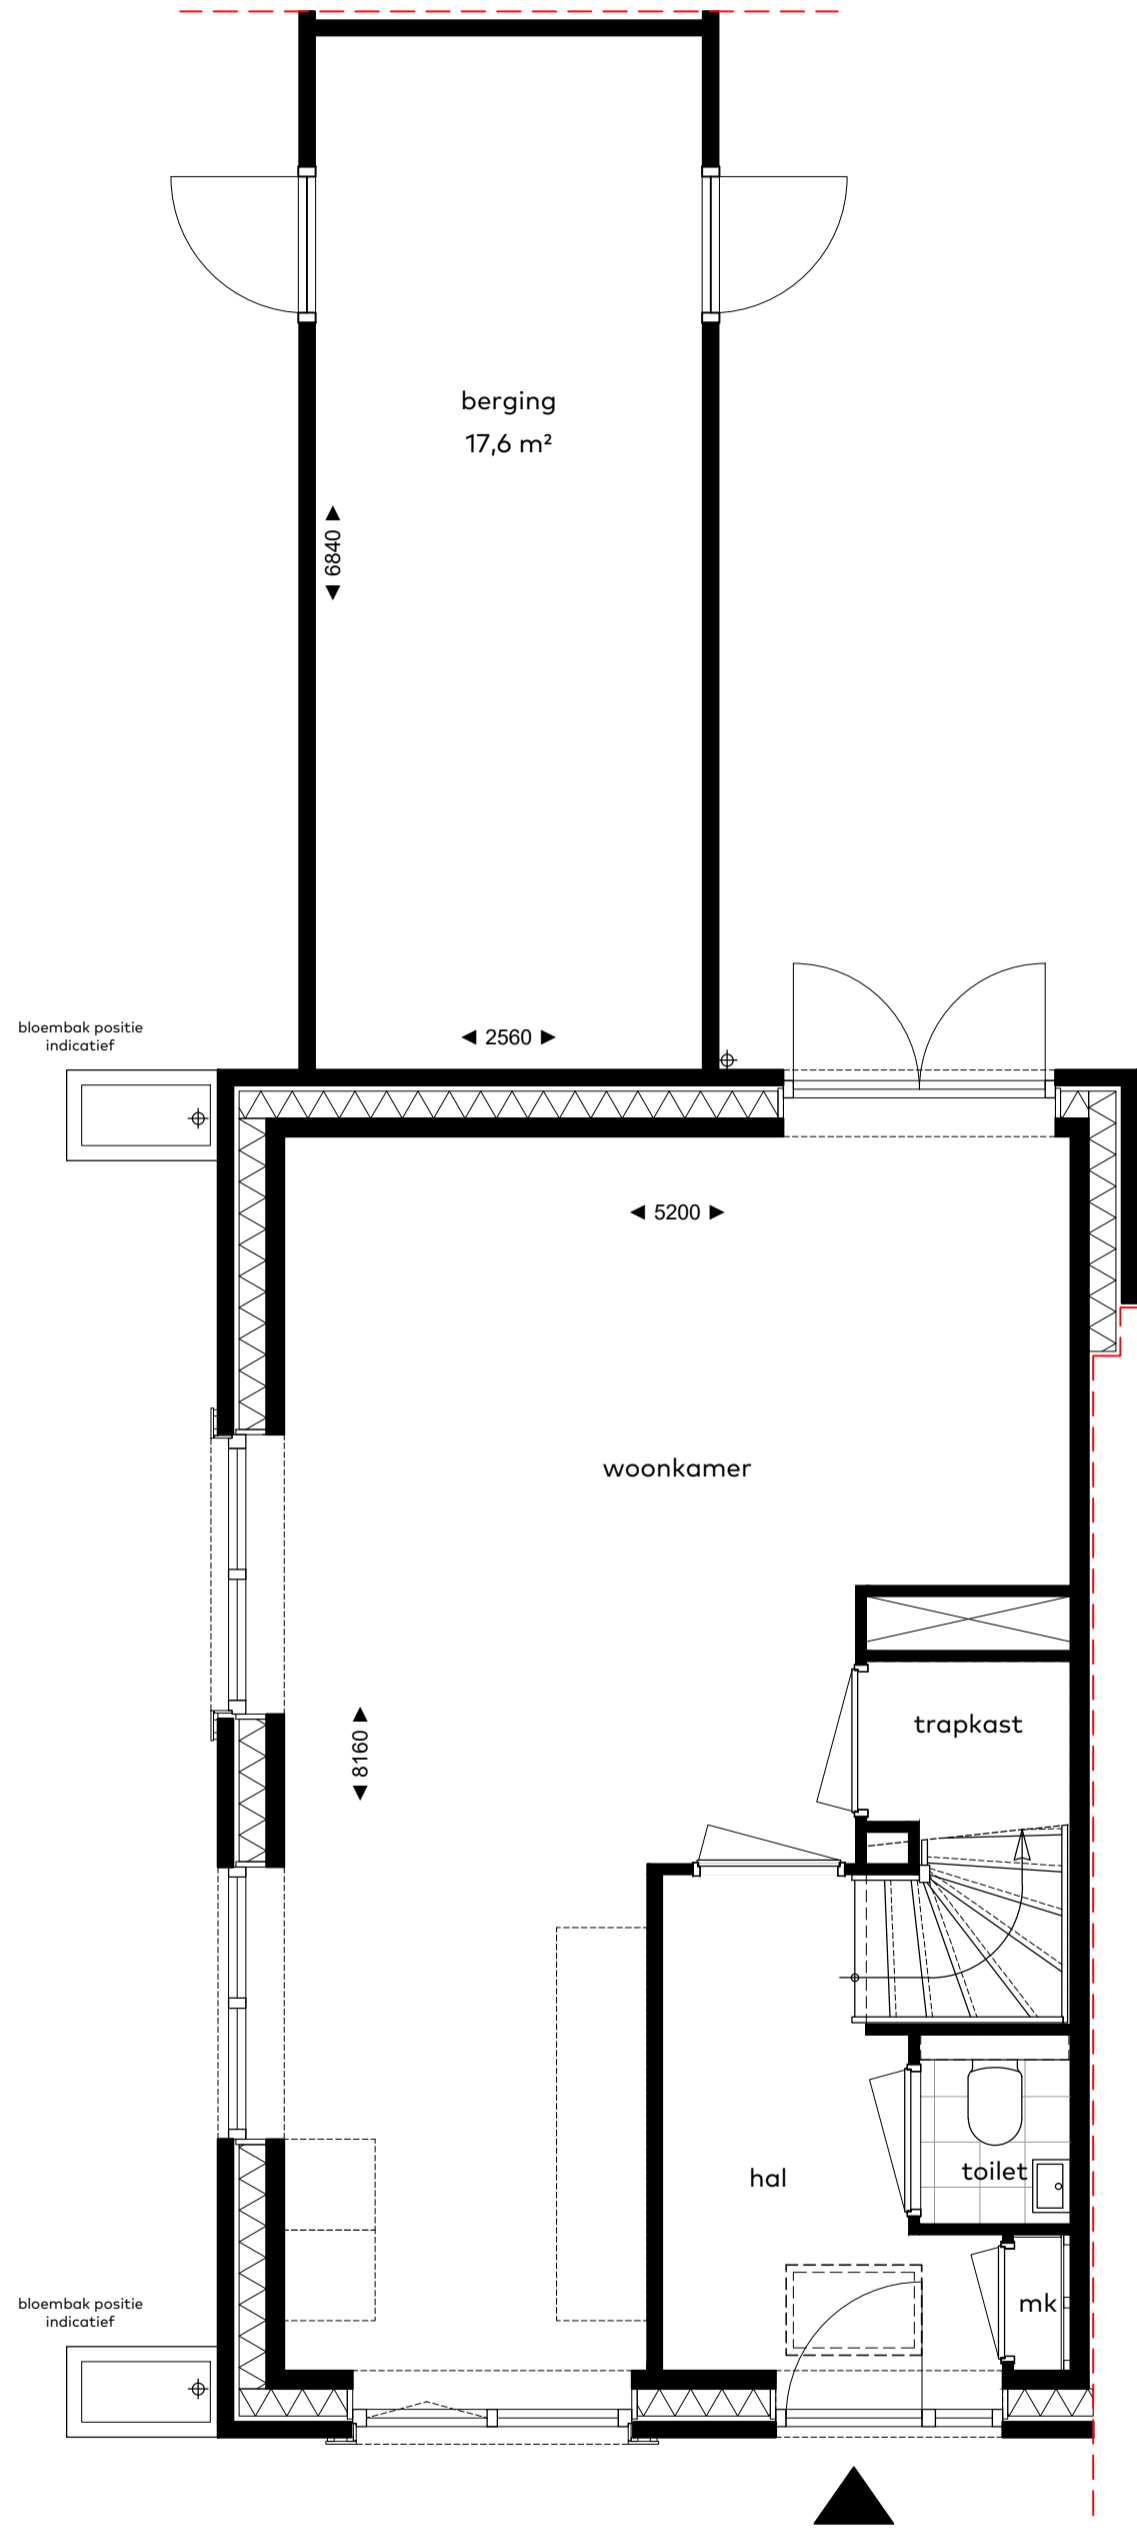 berging
17,6 m²
6840
2560
bloembak positie
indicatief
5200
woonkamer
trapkast
8160
hal
toilet
mk
bloembak positie
indicatief